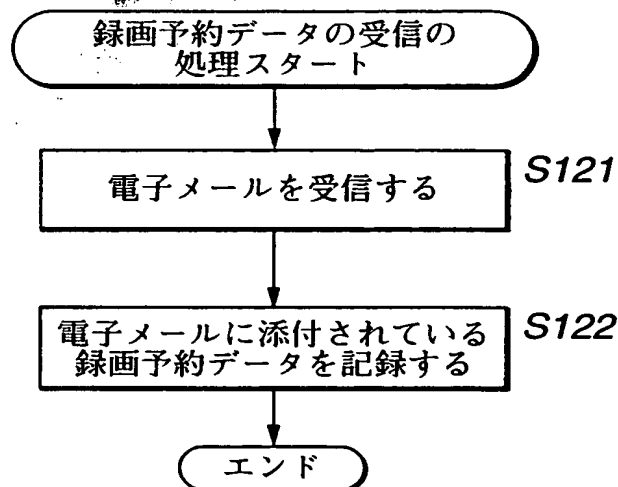 録画予約データの受信の
処理スタート
電子メールを受信する
S121
電子メールに添付されている
録画予約データを記録する
S122
エンド